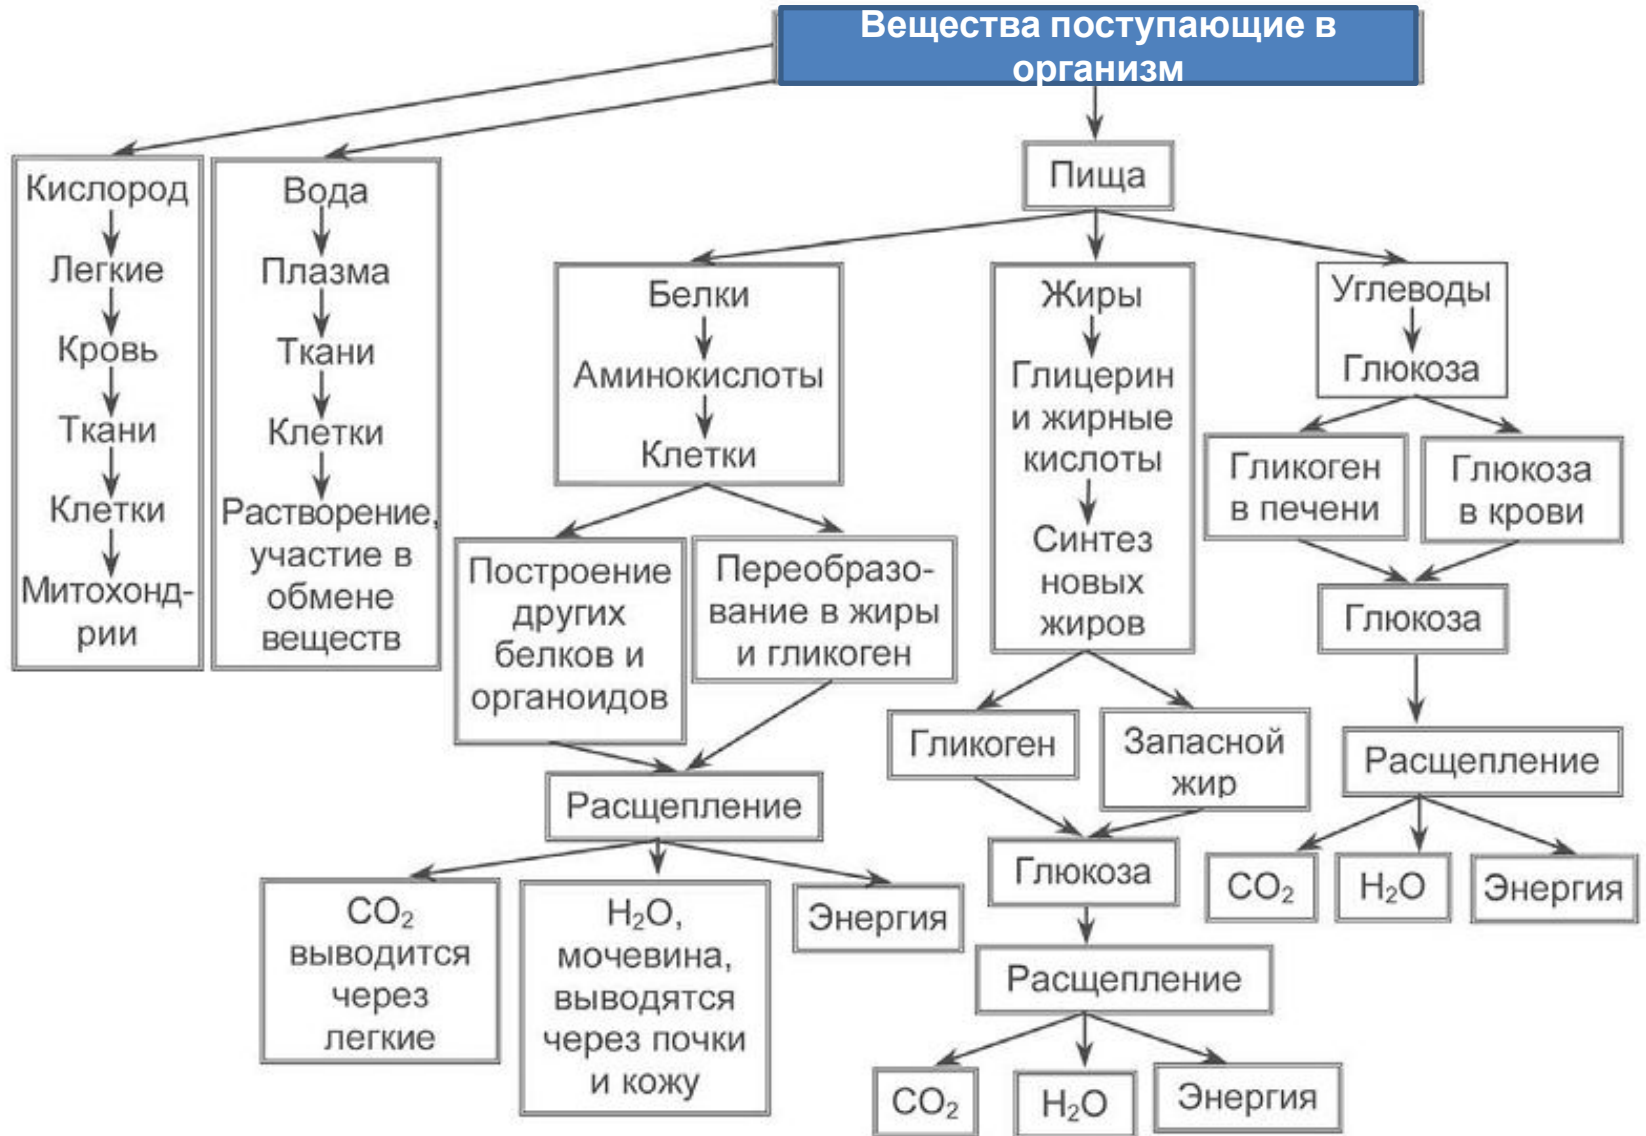 Вещества поступающие в
организм
Кислород
Легкие
Кровь
Ткани
Клетки
Митохонд-
рии
Вода
Плазма
Ткани
Клетки
Растворение,
участие в
обмене
веществ
Пища
Белки
Аминокислоты
Клетки
Построение
других
белков и
органоидов
Переобразо-
вание в жиры
и гликоген
Расщепление
CO₂
выводится
через
легкие
H₂O,
мочевина,
выводятся
через почки
и кожу
Энергия
Жиры
Глицерин
и жирные
кислоты
Синтез
новых
жиров
Гликоген
Запасной
жир
Глюкоза
Расщепление
CO₂
H₂O
Энергия
Углеводы
Глюкоза
Гликоген
в печени
Глюкоза
в крови
Глюкоза
Расщепление
CO₂
H₂O
Энергия